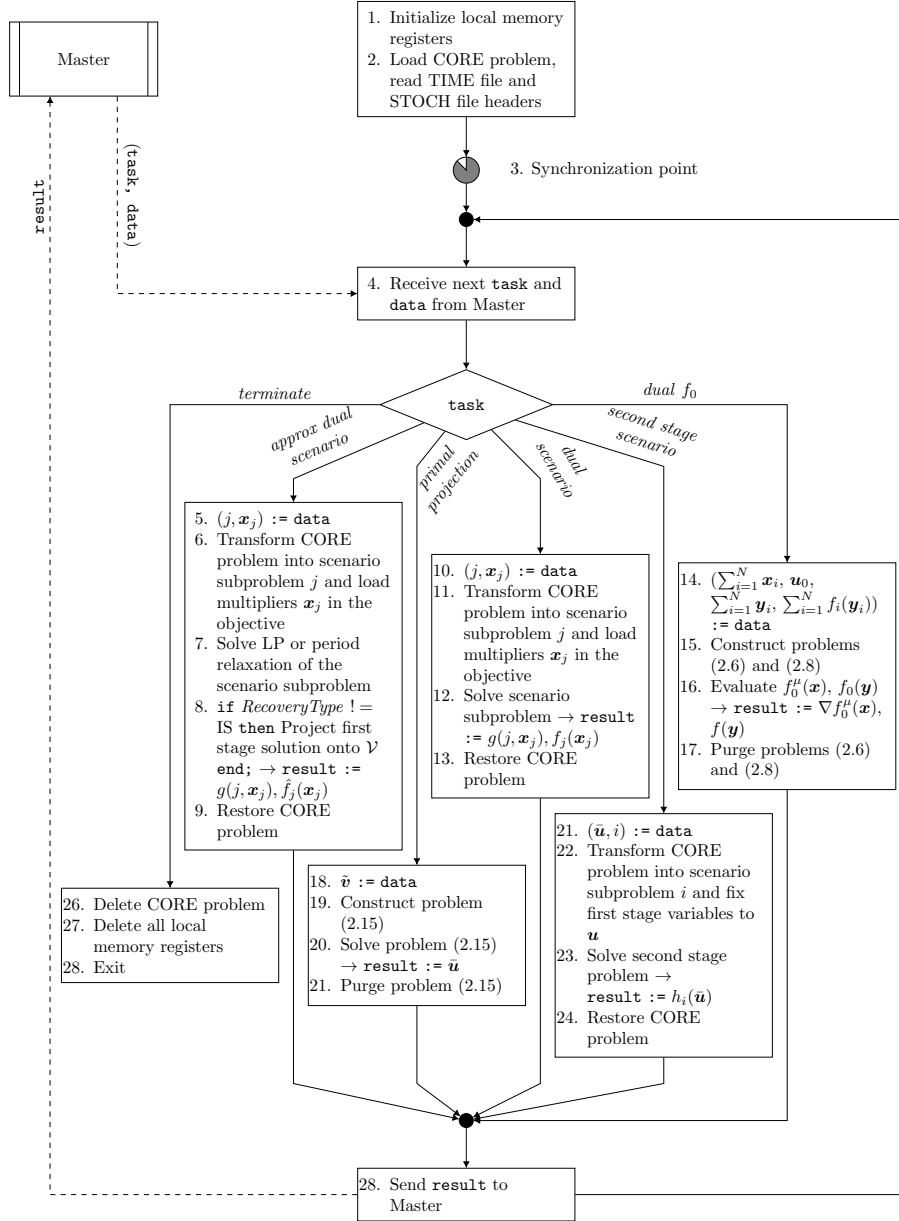 1. Initialize local memory
registers
2. Load CORE problem,
read TIME file and
STOCH file headers
Master
3. Synchronization point
result
(task, data)
4. Receive next task and
data from Master
task
terminate
approx dual
scenario
primal
projection
dual
scenario
second stage
scenario
dual f₀
5. (j, 𝒙ⱼ) := data
6. Transform CORE
problem into scenario
subproblem j and load
multipliers 𝒙ⱼ in the
objective
7. Solve LP or period
relaxation of the
scenario subproblem
8. if RecoveryType ! =
IS then Project first
stage solution onto 𝒱
end; → result :=
g(j, 𝒙ⱼ), f̂ⱼ(𝒙ⱼ)
9. Restore CORE
problem
10. (j, 𝒙ⱼ) := data
11. Transform CORE
problem into scenario
subproblem j and load
multipliers 𝒙ⱼ in the
objective
12. Solve scenario
subproblem → result
:= g(j, 𝒙ⱼ), fⱼ(𝒙ⱼ)
13. Restore CORE
problem
14. (∑ᵢ₌₁ᴺ 𝒙ᵢ, 𝒖₀,
∑ᵢ₌₁ᴺ 𝒚ᵢ, ∑ᵢ₌₁ᴺ fᵢ(𝒚ᵢ))
:= data
15. Construct problems
(2.6) and (2.8)
16. Evaluate f₀^μ(𝒙), f₀(𝒚)
→ result := ∇f₀^μ(𝒙),
f(𝒚)
17. Purge problems (2.6)
and (2.8)
18. 𝒗̃ := data
19. Construct problem
(2.15)
20. Solve problem (2.15)
→ result := 𝒖̄
21. Purge problem (2.15)
21. (𝒖̄, i) := data
22. Transform CORE
problem into scenario
subproblem i and fix
first stage variables to
𝒖
23. Solve second stage
problem →
result := hᵢ(𝒖̄)
24. Restore CORE
problem
26. Delete CORE problem
27. Delete all local
memory registers
28. Exit
28. Send result to
Master